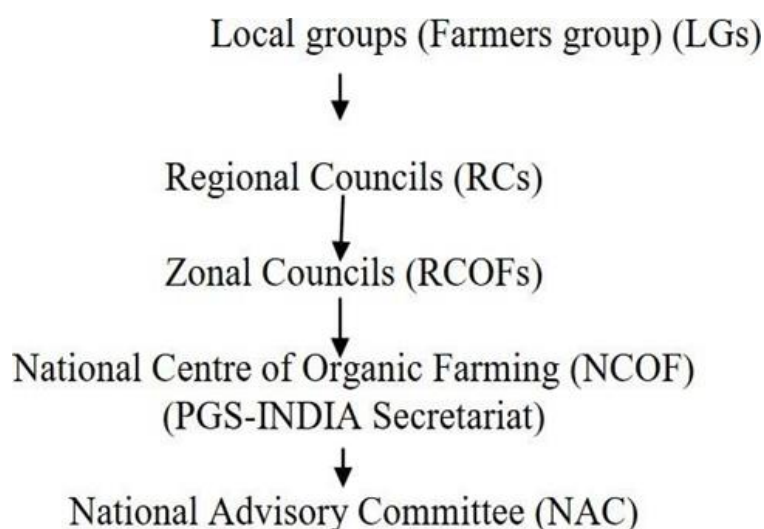 Local groups (Farmers group) (LGs)
Regional Councils (RCs)
Zonal Councils (RCOFs)
National Centre of Organic Farming (NCOF)
(PGS-INDIA Secretariat)
National Advisory Committee (NAC)